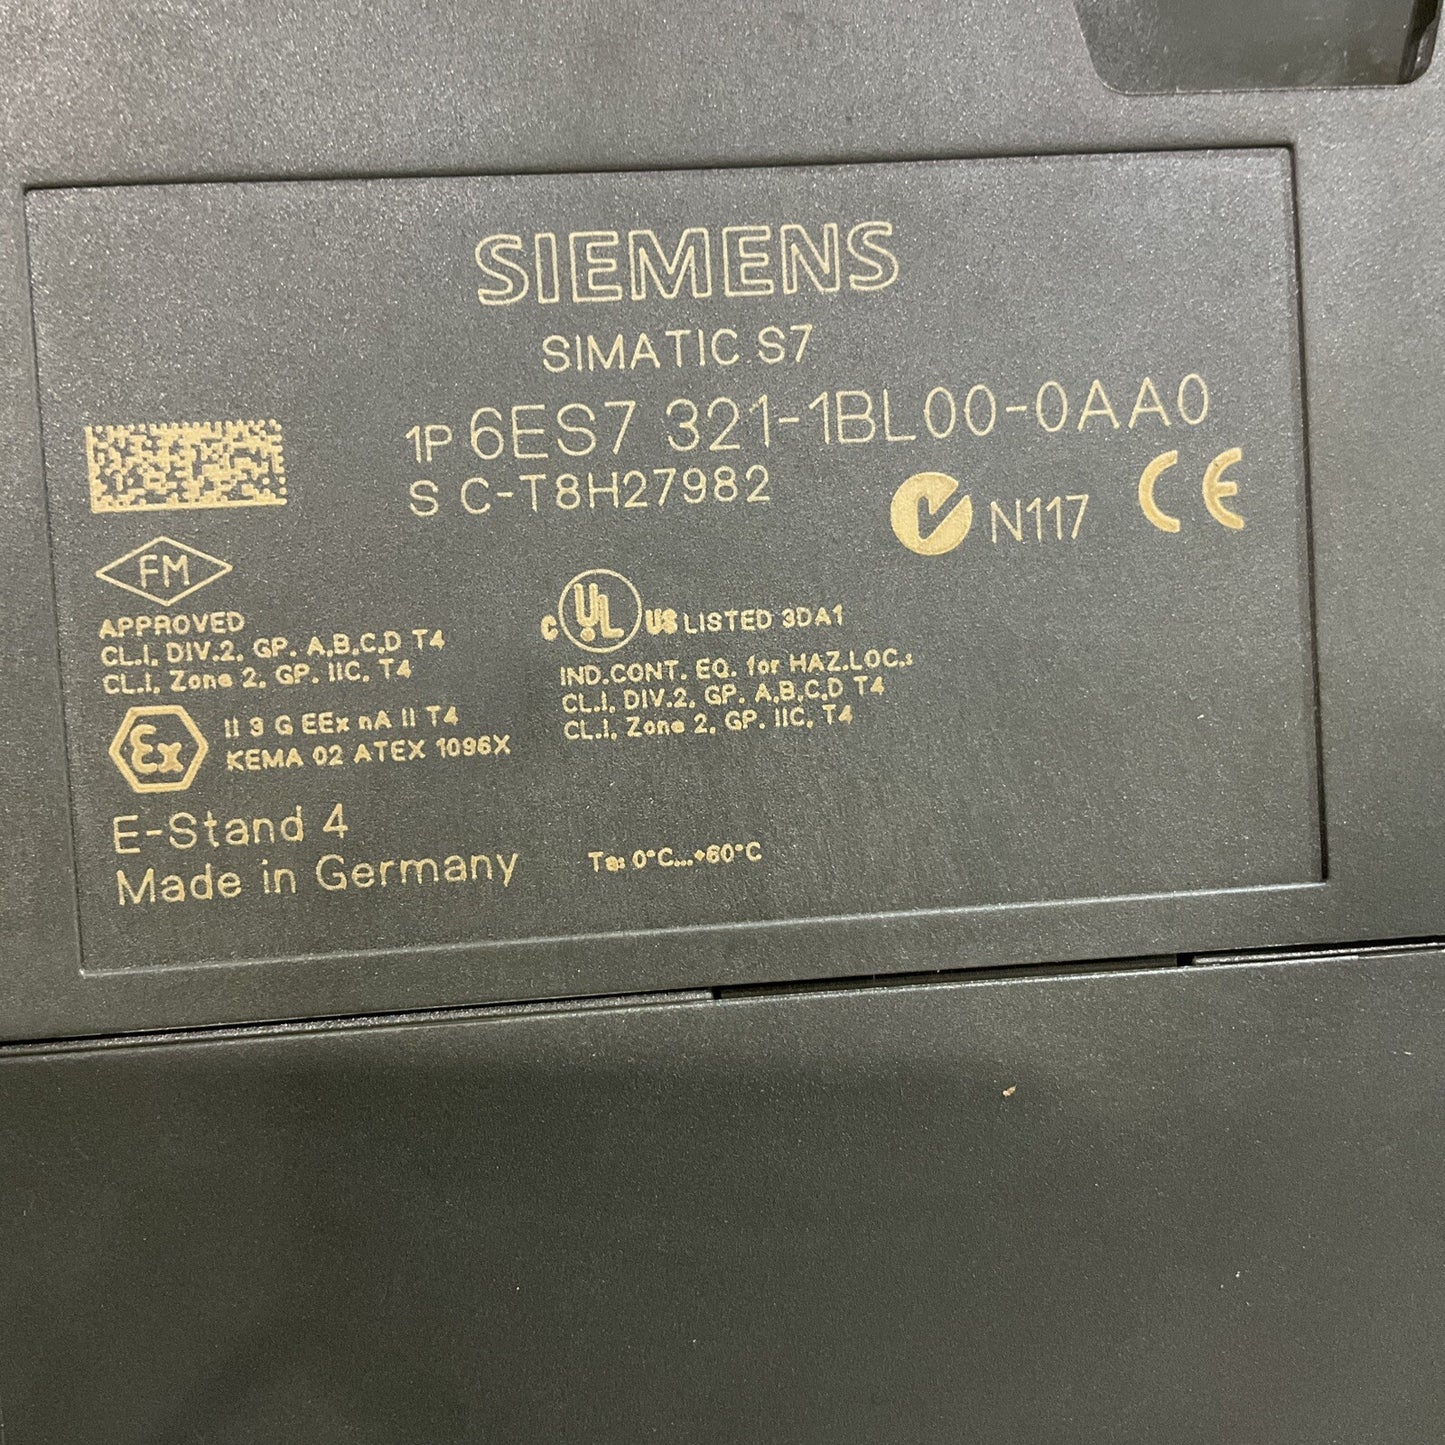 SIEMENS
SIMATIC S7
1P 6ES7 321-1BL00-0AA0
S C-T8H27982
N117 CE
FM
APPROVED
CL.I, DIV.2, GP. A,B,C,D T4
CL.I, Zone 2, GP. IIC, T4
C UL US LISTED 3DA1
IND.CONT. EQ. for HAZ.LOC.:
CL.I, DIV.2, GP. A,B,C,D T4
CL.I, Zone 2, GP. IIC, T4
Ex II 3 G EEx nA II T4
KEMA 02 ATEX 1096X
E-Stand 4
Made in Germany
Ta: 0°C...+60°C